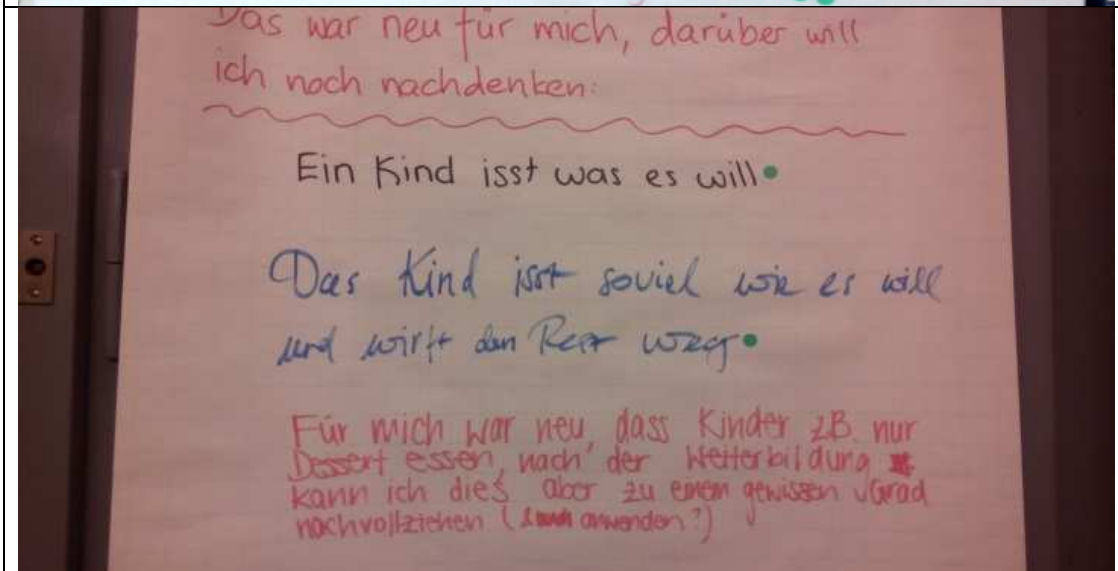 Das war neu für mich, darüber will
ich noch nachdenken:
Ein Kind isst was es will
Das Kind isst soviel wie es will
und wirft den Rest weg
Für mich war neu, dass Kinder z.B. nur
Dessert essen, nach der Weiterbildung
kann ich dies aber zu einem gewissen Grad
nachvollziehen ( anwenden?)